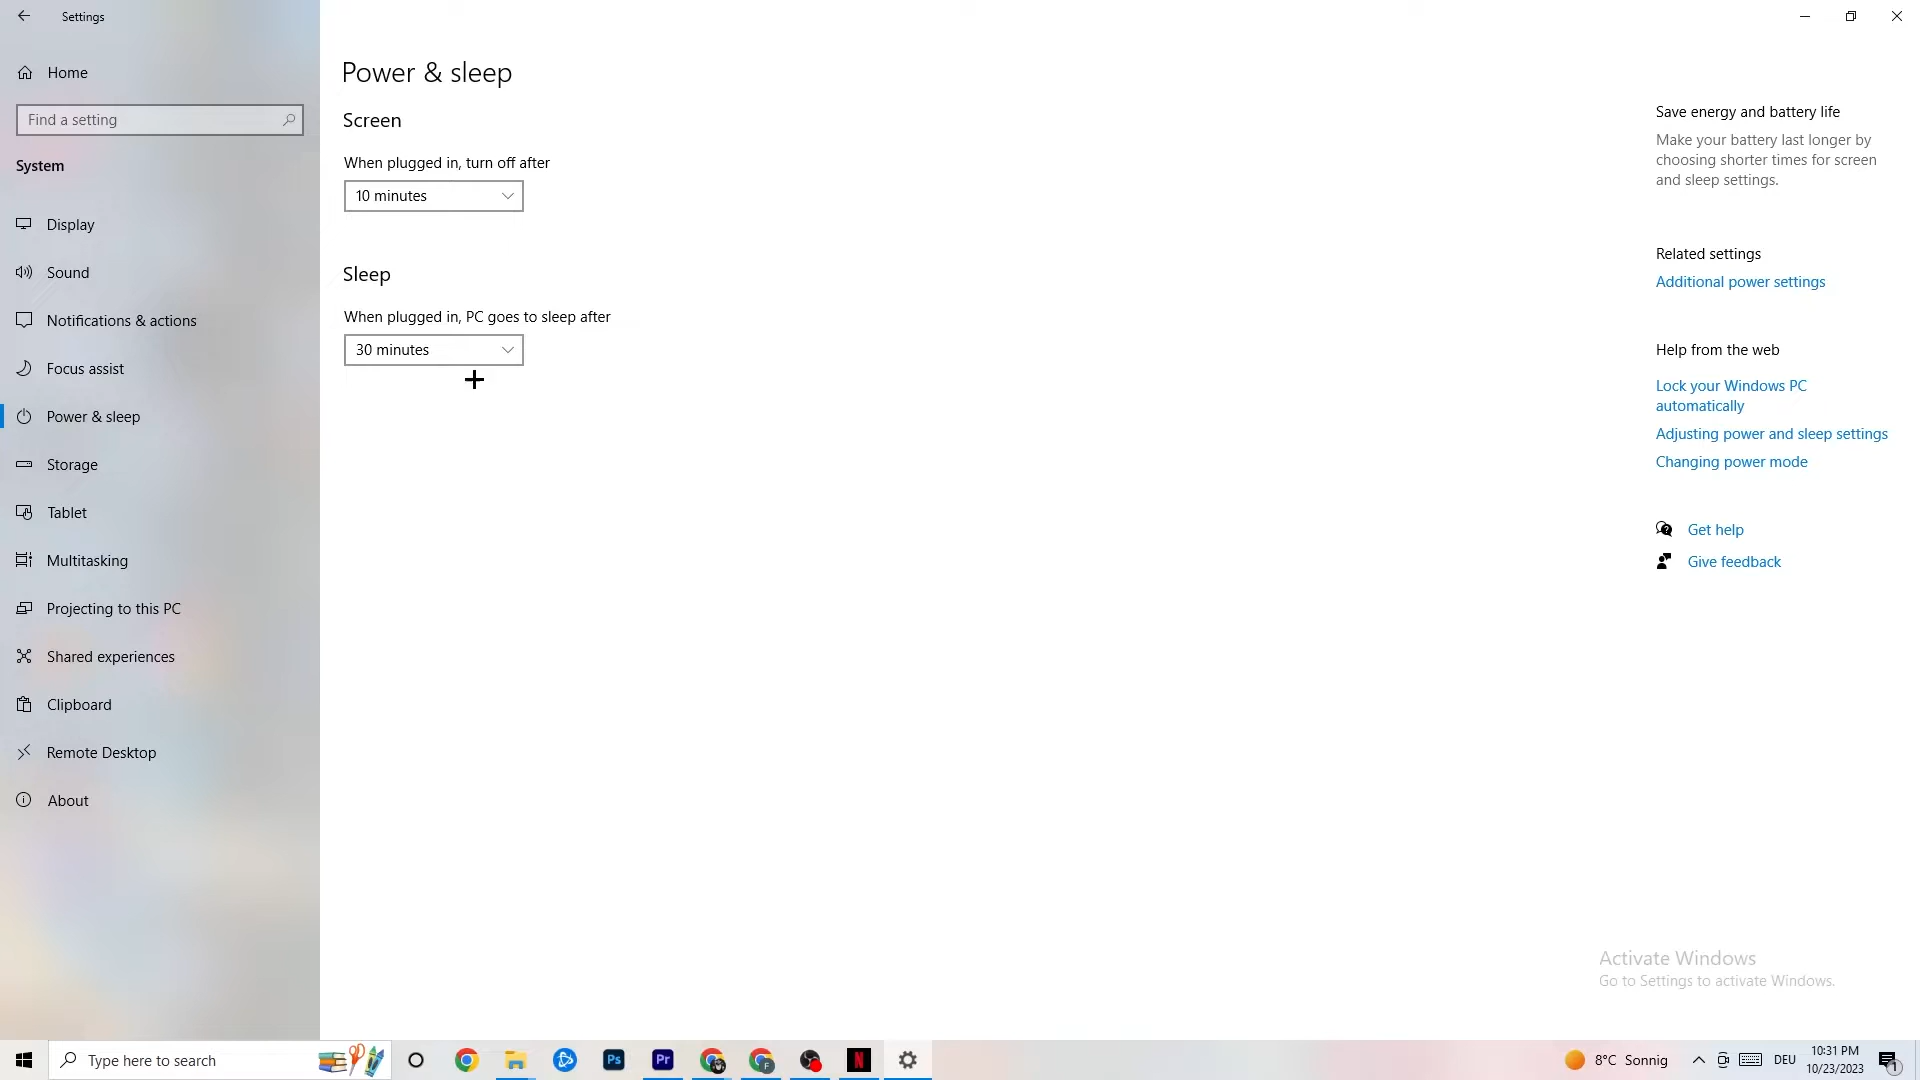 Settings
Home
Find a setting
System
Display
Sound
Notifications & actions
Focus assist
Power & sleep
Storage
Tablet
Multitasking
Projecting to this PC
Shared experiences
Clipboard
Remote Desktop
About
Power & sleep
Screen
When plugged in, turn off after
10 minutes
Sleep
When plugged in, PC goes to sleep after
30 minutes
Save energy and battery life
Make your battery last longer by
choosing shorter times for screen
and sleep settings.
Related settings
Additional power settings
Help from the web
Lock your Windows PC
automatically
Adjusting power and sleep settings
Changing power mode
Get help
Give feedback
Activate Windows
Go to Settings to activate Windows.
Type here to search
Ps
Pr
F
N
8°C Sonnig
DEU
10:31 PM
10/23/2023
1